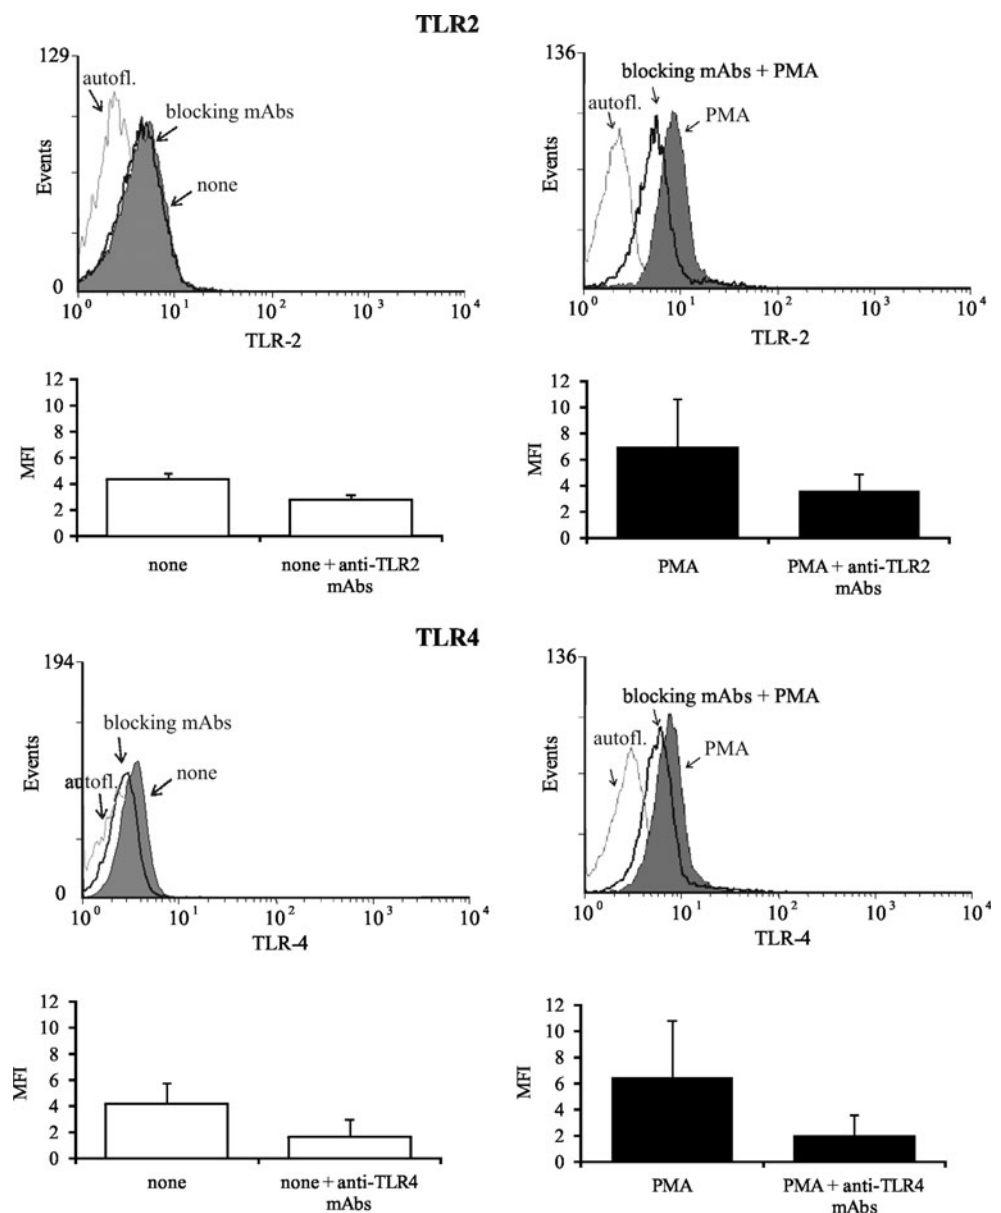 TLR2
129
autofl.
blocking mAbs
none
Events
0
10^0 10^1 10^2 10^3 10^4
TLR-2
136
blocking mAbs + PMA
autofl.
PMA
Events
10^0 10^1 10^2 10^3 10^4
TLR-2
12
10
8
6
4
2
0
MFI
none
none + anti-TLR2
mAbs
12
10
8
6
4
2
0
MFI
PMA
PMA + anti-TLR2
mAbs
TLR4
194
blocking mAbs
autofl.
none
Events
0
10^0 10^1 10^2 10^3 10^4
TLR-4
136
blocking mAbs + PMA
autofl.
PMA
Events
10^0 10^1 10^2 10^3 10^4
TLR-4
12
10
8
6
4
2
0
MFI
none
none + anti-TLR4
mAbs
12
10
8
6
4
2
0
MFI
PMA
PMA + anti-TLR4
mAbs